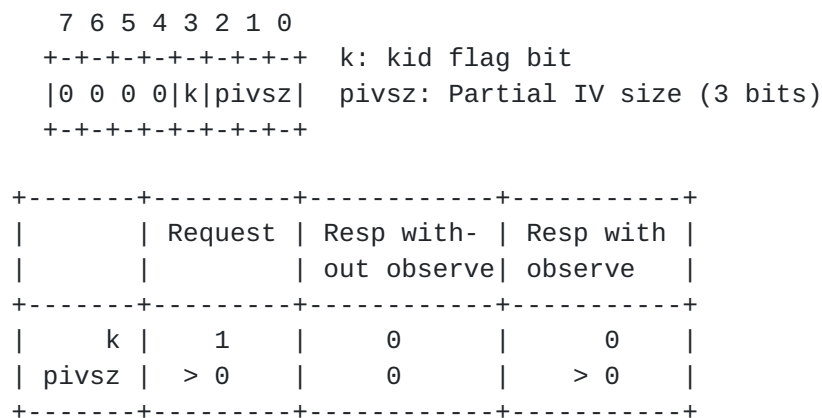 7 6 5 4 3 2 1 0
+-+-+-+-+-+-+-+-+  k: kid flag bit
|0 0 0 0|k|pivsz|  pivsz: Partial IV size (3 bits)
+-+-+-+-+-+-+-+-+
+-------+---------+------------+-----------+
|       | Request | Resp with- | Resp with |
|       |         | out observe| observe   |
+-------+---------+------------+-----------+
|     k |    1    |     0      |      0    |
| pivsz |  > 0    |     0      |    > 0    |
+-------+---------+------------+-----------+